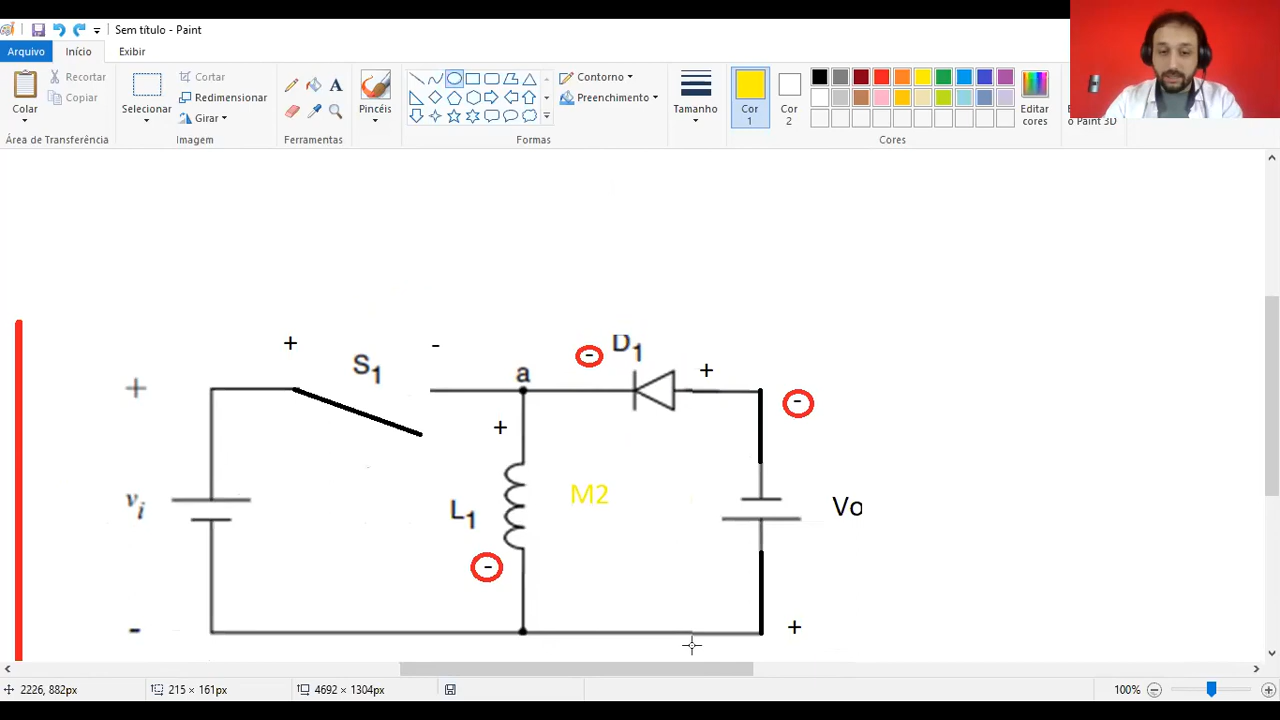 Sem título - Paint
Arquivo Início Exibir
Colar
Recortar
Copiar
Área de Transferência
Selecionar
Cortar
Redimensionar
Girar
Imagem
Ferramentas
Pincéis
Contorno
Preenchimento
Formas
Tamanho
Cor
1
Cor
2
Editar
cores
o Paint 3D
Cores
+ S1 -
- D1 +
+ a -
+
vi L1 M2 Vo
-
- +
2226, 882px 215 × 161px 4692 × 1304px 100%